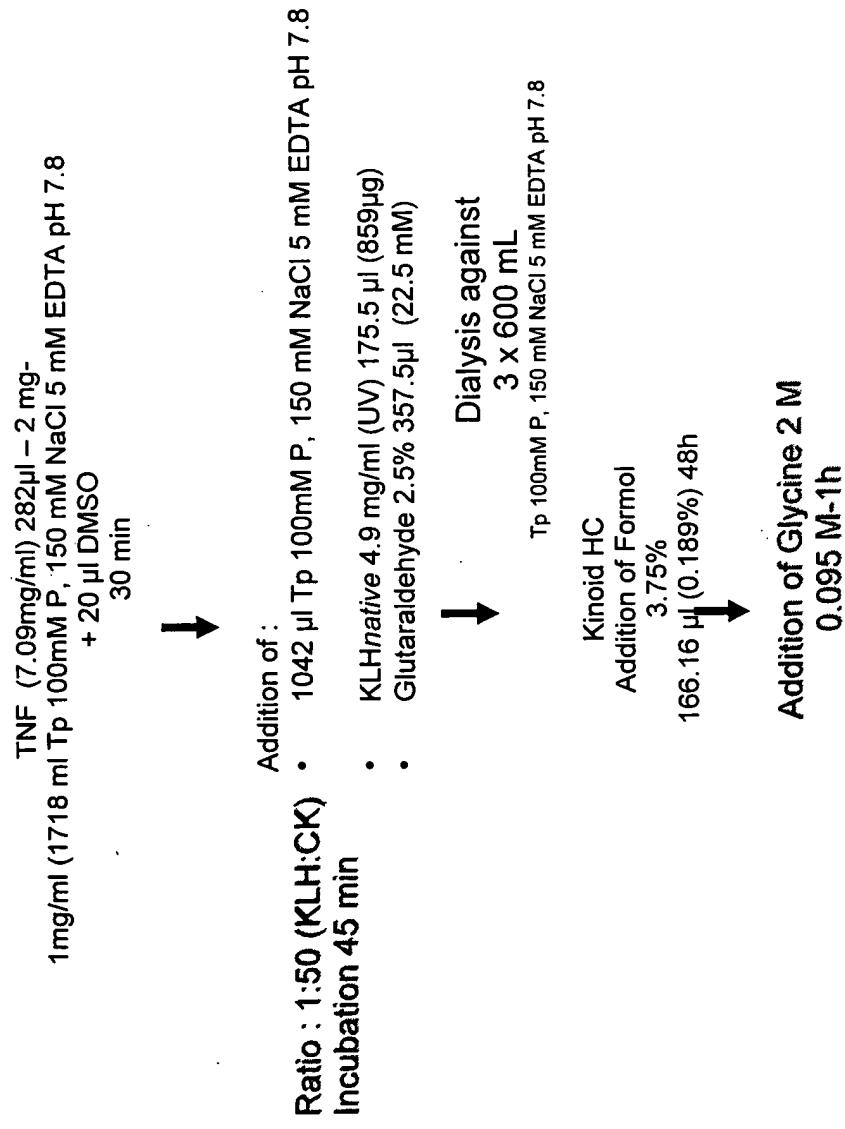 TNF (7.09mg/ml) 282µl – 2 mg-
1mg/ml (1718 ml Tp 100mM P, 150 mM NaCl 5 mM EDTA pH 7.8
+ 20 µl DMSO
30 min
Addition of :
• 1042 µl Tp 100mM P, 150 mM NaCl 5 mM EDTA pH 7.8
Ratio : 1:50 (KLH:CK)
Incubation 45 min
• KLHnative 4.9 mg/ml (UV) 175.5 µl (859µg)
• Glutaraldehyde 2.5% 357.5µl (22.5 mM)
Dialysis against
3 x 600 mL
Tp 100mM P, 150 mM NaCl 5 mM EDTA pH 7.8
Kinoid HC
Addition of Formol
3.75%
166.16 µl (0.189%) 48h
Addition of Glycine 2 M
0.095 M-1h